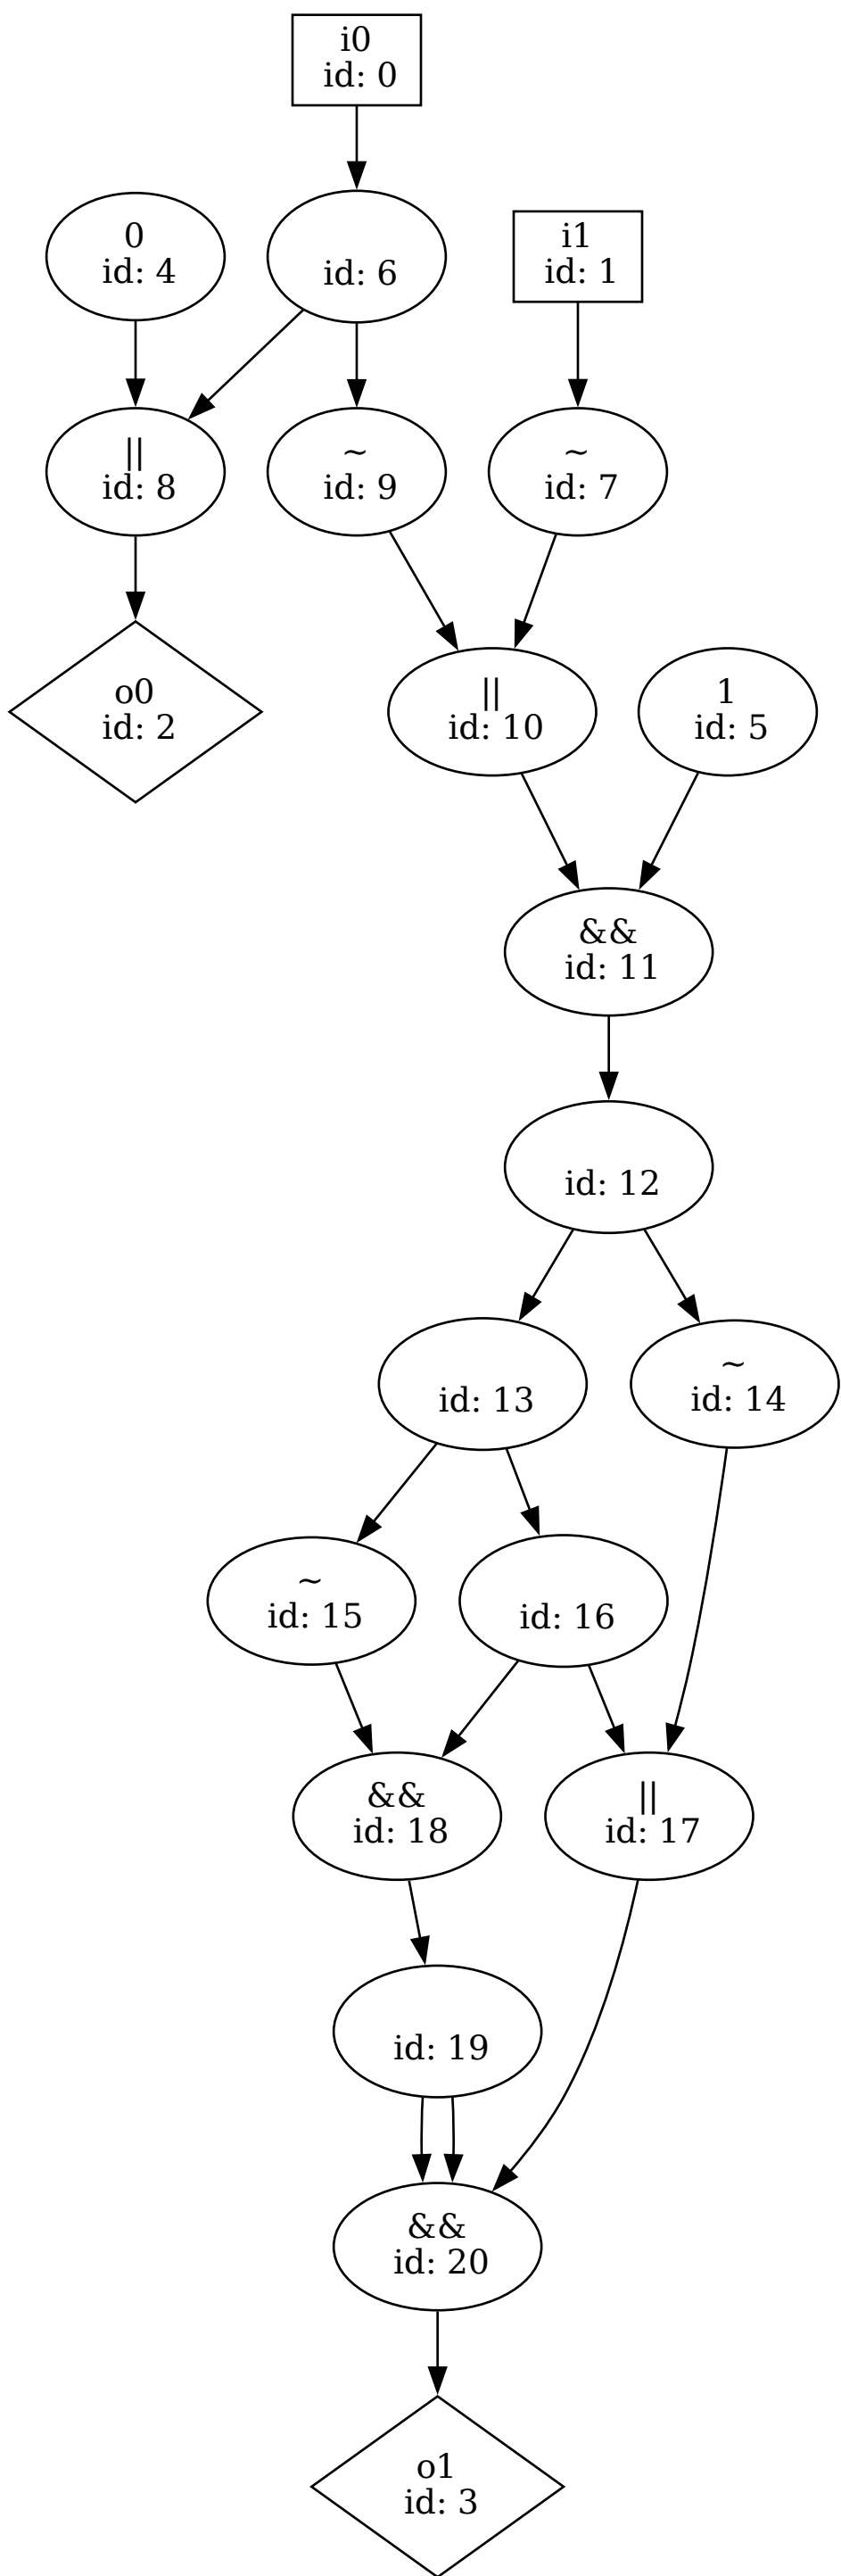 i0
id: 0
0
id: 4
id: 6
i1
id: 1
||
id: 8
~
id: 9
~
id: 7
o0
id: 2
||
id: 10
1
id: 5
&&
id: 11
id: 12
id: 13
~
id: 14
~
id: 15
id: 16
&&
id: 18
||
id: 17
id: 19
&&
id: 20
o1
id: 3